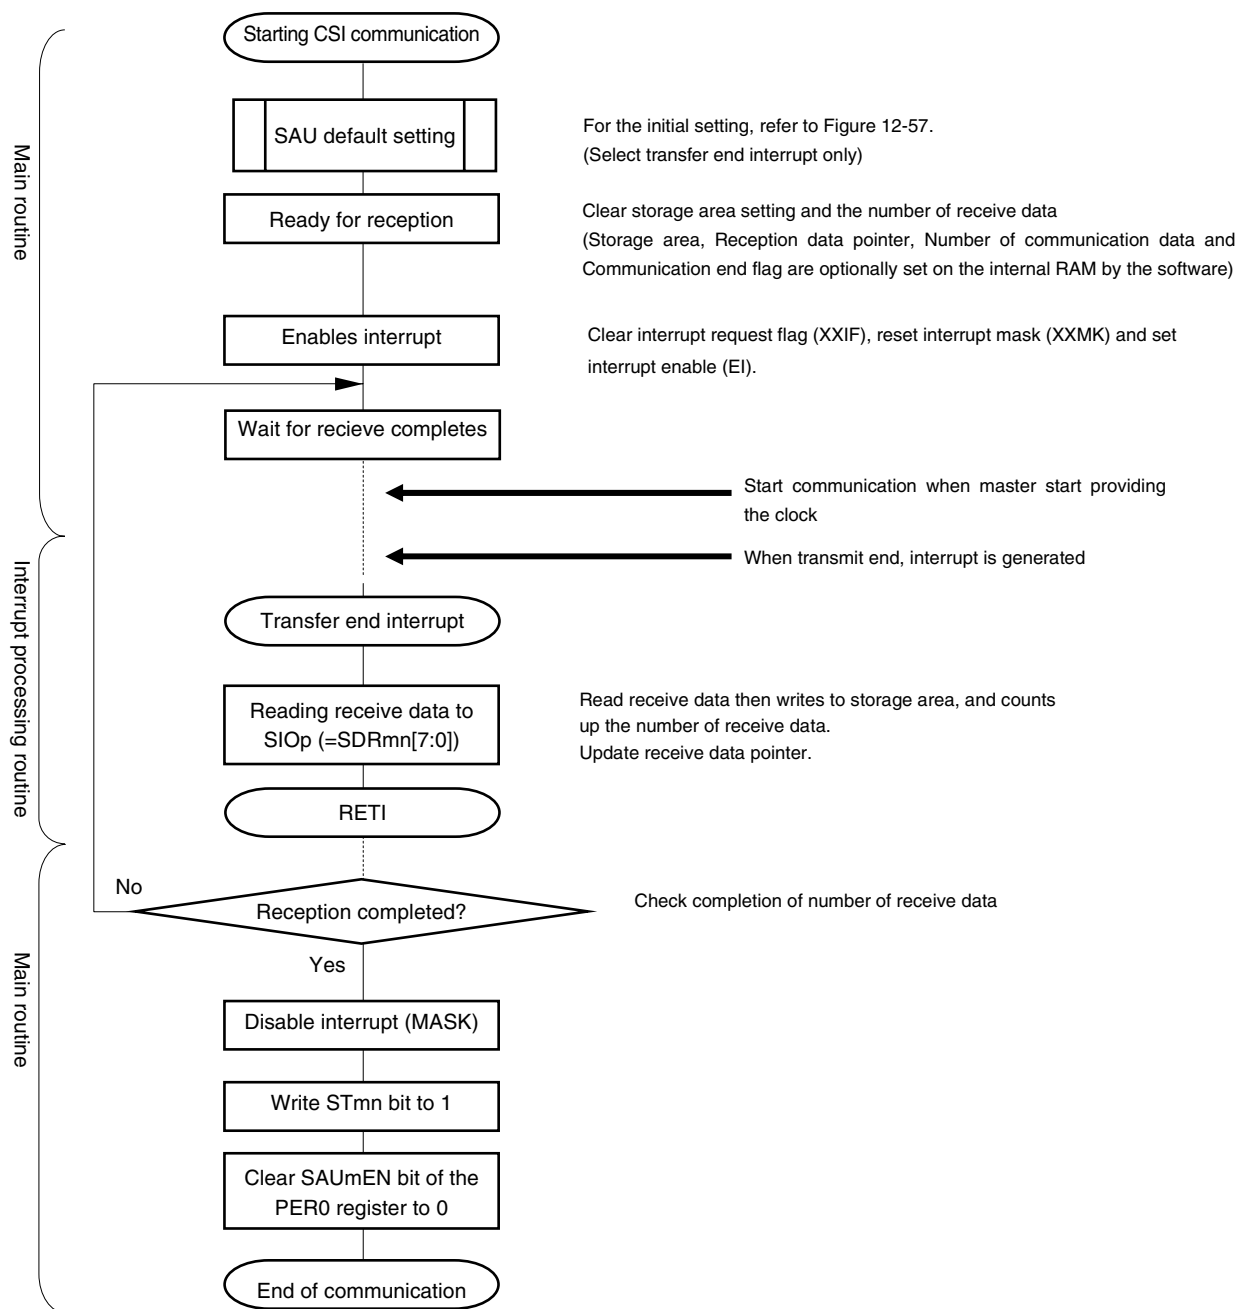 Starting CSI communication
Main routine
SAU default setting
For the initial setting, refer to Figure 12-57.
(Select transfer end interrupt only)
Ready for reception
Clear storage area setting and the number of receive data
(Storage area, Reception data pointer, Number of communication data and
Communication end flag are optionally set on the internal RAM by the software)
Enables interrupt
Clear interrupt request flag (XXIF), reset interrupt mask (XXMK) and set
interrupt enable (EI).
Wait for recieve completes
Start communication when master start providing
the clock
When transmit end, interrupt is generated
Interrupt processing routine
Transfer end interrupt
Reading receive data to
SIOp (=SDRmn[7:0])
Read receive data then writes to storage area, and counts
up the number of receive data.
Update receive data pointer.
RETI
No
Reception completed?
Check completion of number of receive data
Yes
Main routine
Disable interrupt (MASK)
Write STmn bit to 1
Clear SAUmEN bit of the
PER0 register to 0
End of communication